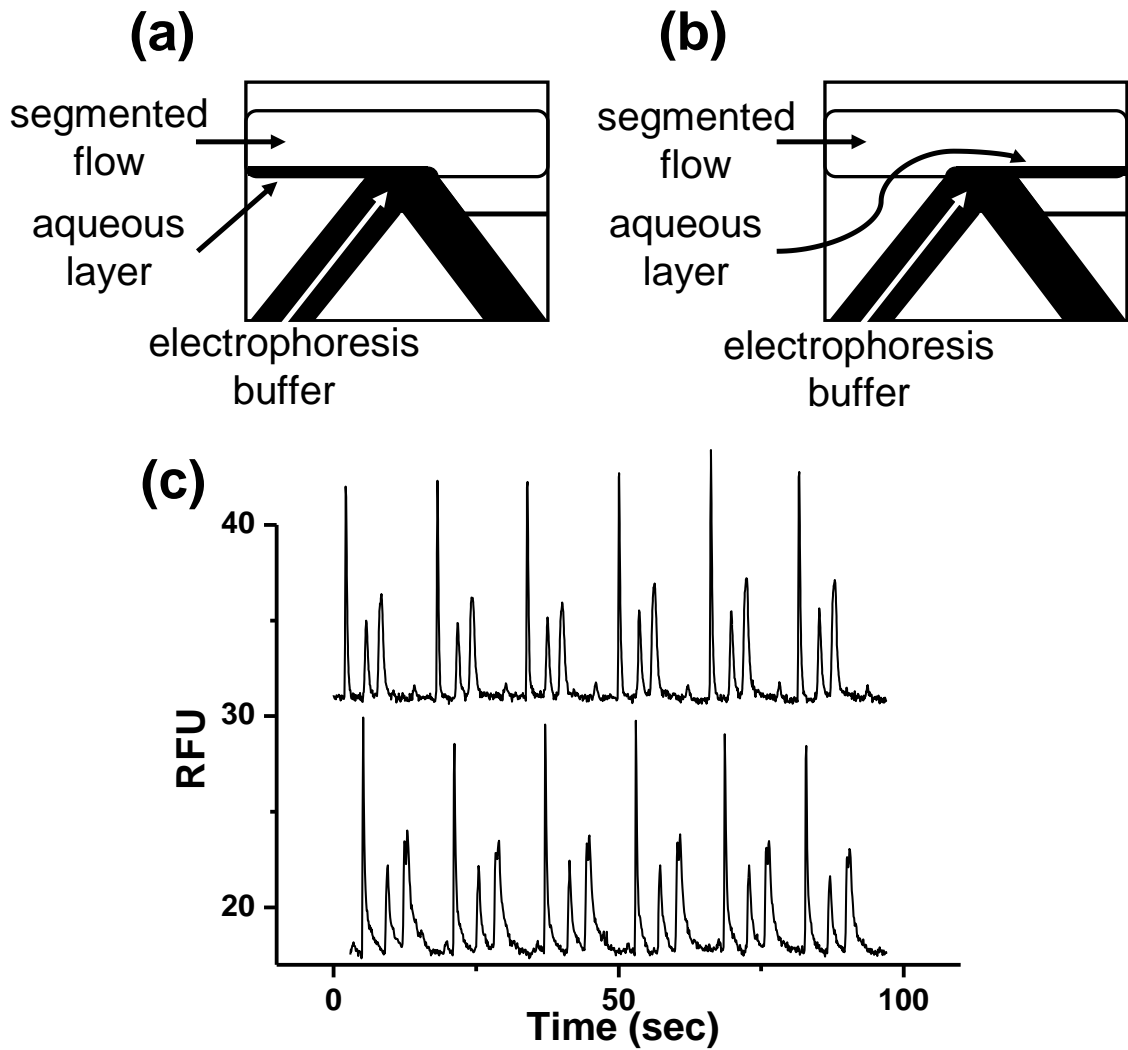 (a)
segmented
flow
aqueous
layer
electrophoresis
buffer
(b)
segmented
flow
aqueous
layer
electrophoresis
buffer
(c)
40
30
20
RFU
0
50
100
Time (sec)